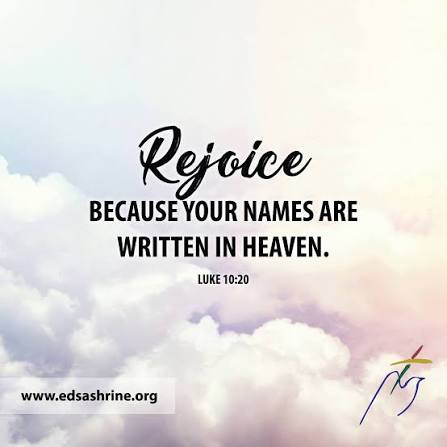 Rejoice
BECAUSE YOUR NAMES ARE
WRITTEN IN HEAVEN.
LUKE 10:20
www.edsashrine.org